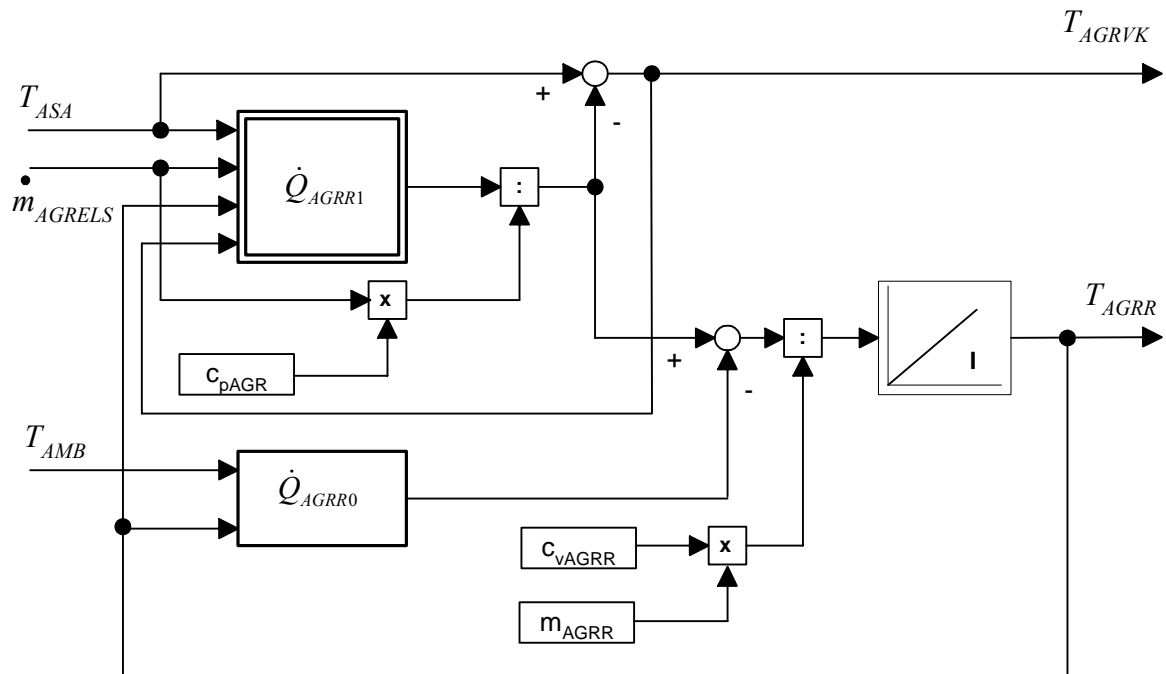 T_AGRVK
+
-
T_ASA
ṁ_AGRELS
Q̇_AGRR1
:
x
c_pAGR
+
-
:
I
T_AGRR
T_AMB
Q̇_AGRR0
c_vAGRR
x
m_AGRR